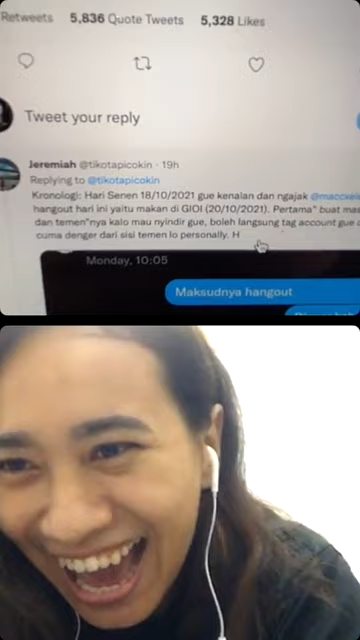 Retweets 5,836 Quote Tweets 5,328 Likes
Tweet your reply
Jeremiah @tikotapicokin · 19h
Replying to @tikotapicokin
Kronologi: Hari Senen 18/10/2021 gue kenalan dan ngajak
hangout hari ini yaitu makan di GIOI (20/10/2021). Pertama" buat
dan temen"nya kalo mau nyindir gue, boleh langsung tag account gue
cuma denger dari sisi temen lo personally. H
Monday, 10:05
Maksudnya hangout